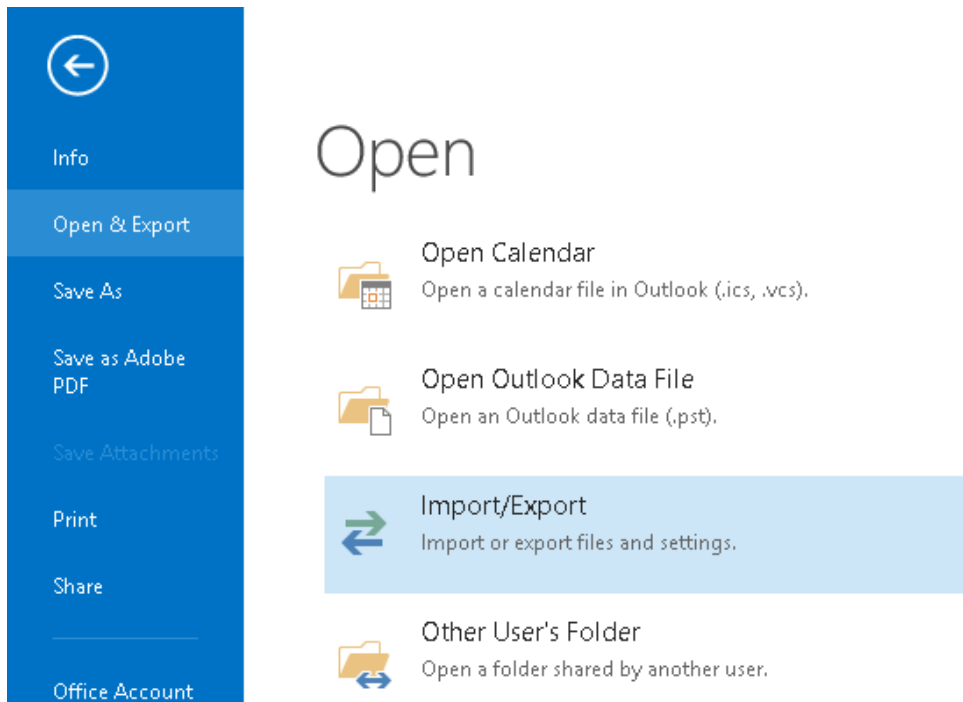 Info
Open & Export
Save As
Save as Adobe
PDF
Save Attachments
Print
Share
Office Account
Open
Open Calendar
Open a calendar file in Outlook (.ics, .vcs).
Open Outlook Data File
Open an Outlook data file (.pst).
Import/Export
Import or export files and settings.
Other User's Folder
Open a folder shared by another user.